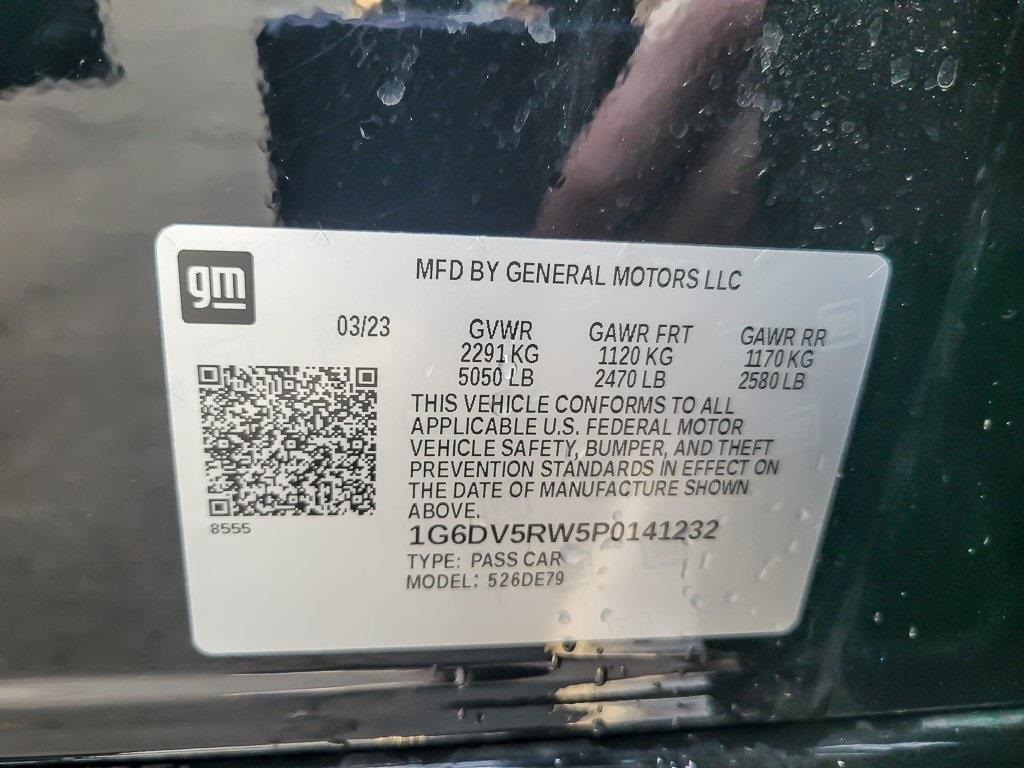 gm
MFD BY GENERAL MOTORS LLC
03/23 GVWR GAWR FRT GAWR RR
2291 KG 1120 KG 1170 KG
5050 LB 2470 LB 2580 LB
THIS VEHICLE CONFORMS TO ALL
APPLICABLE U.S. FEDERAL MOTOR
VEHICLE SAFETY, BUMPER, AND THEFT
PREVENTION STANDARDS IN EFFECT ON
THE DATE OF MANUFACTURE SHOWN
ABOVE.
8555
1G6DV5RW5P0141232
TYPE: PASS CAR
MODEL: 526DE79